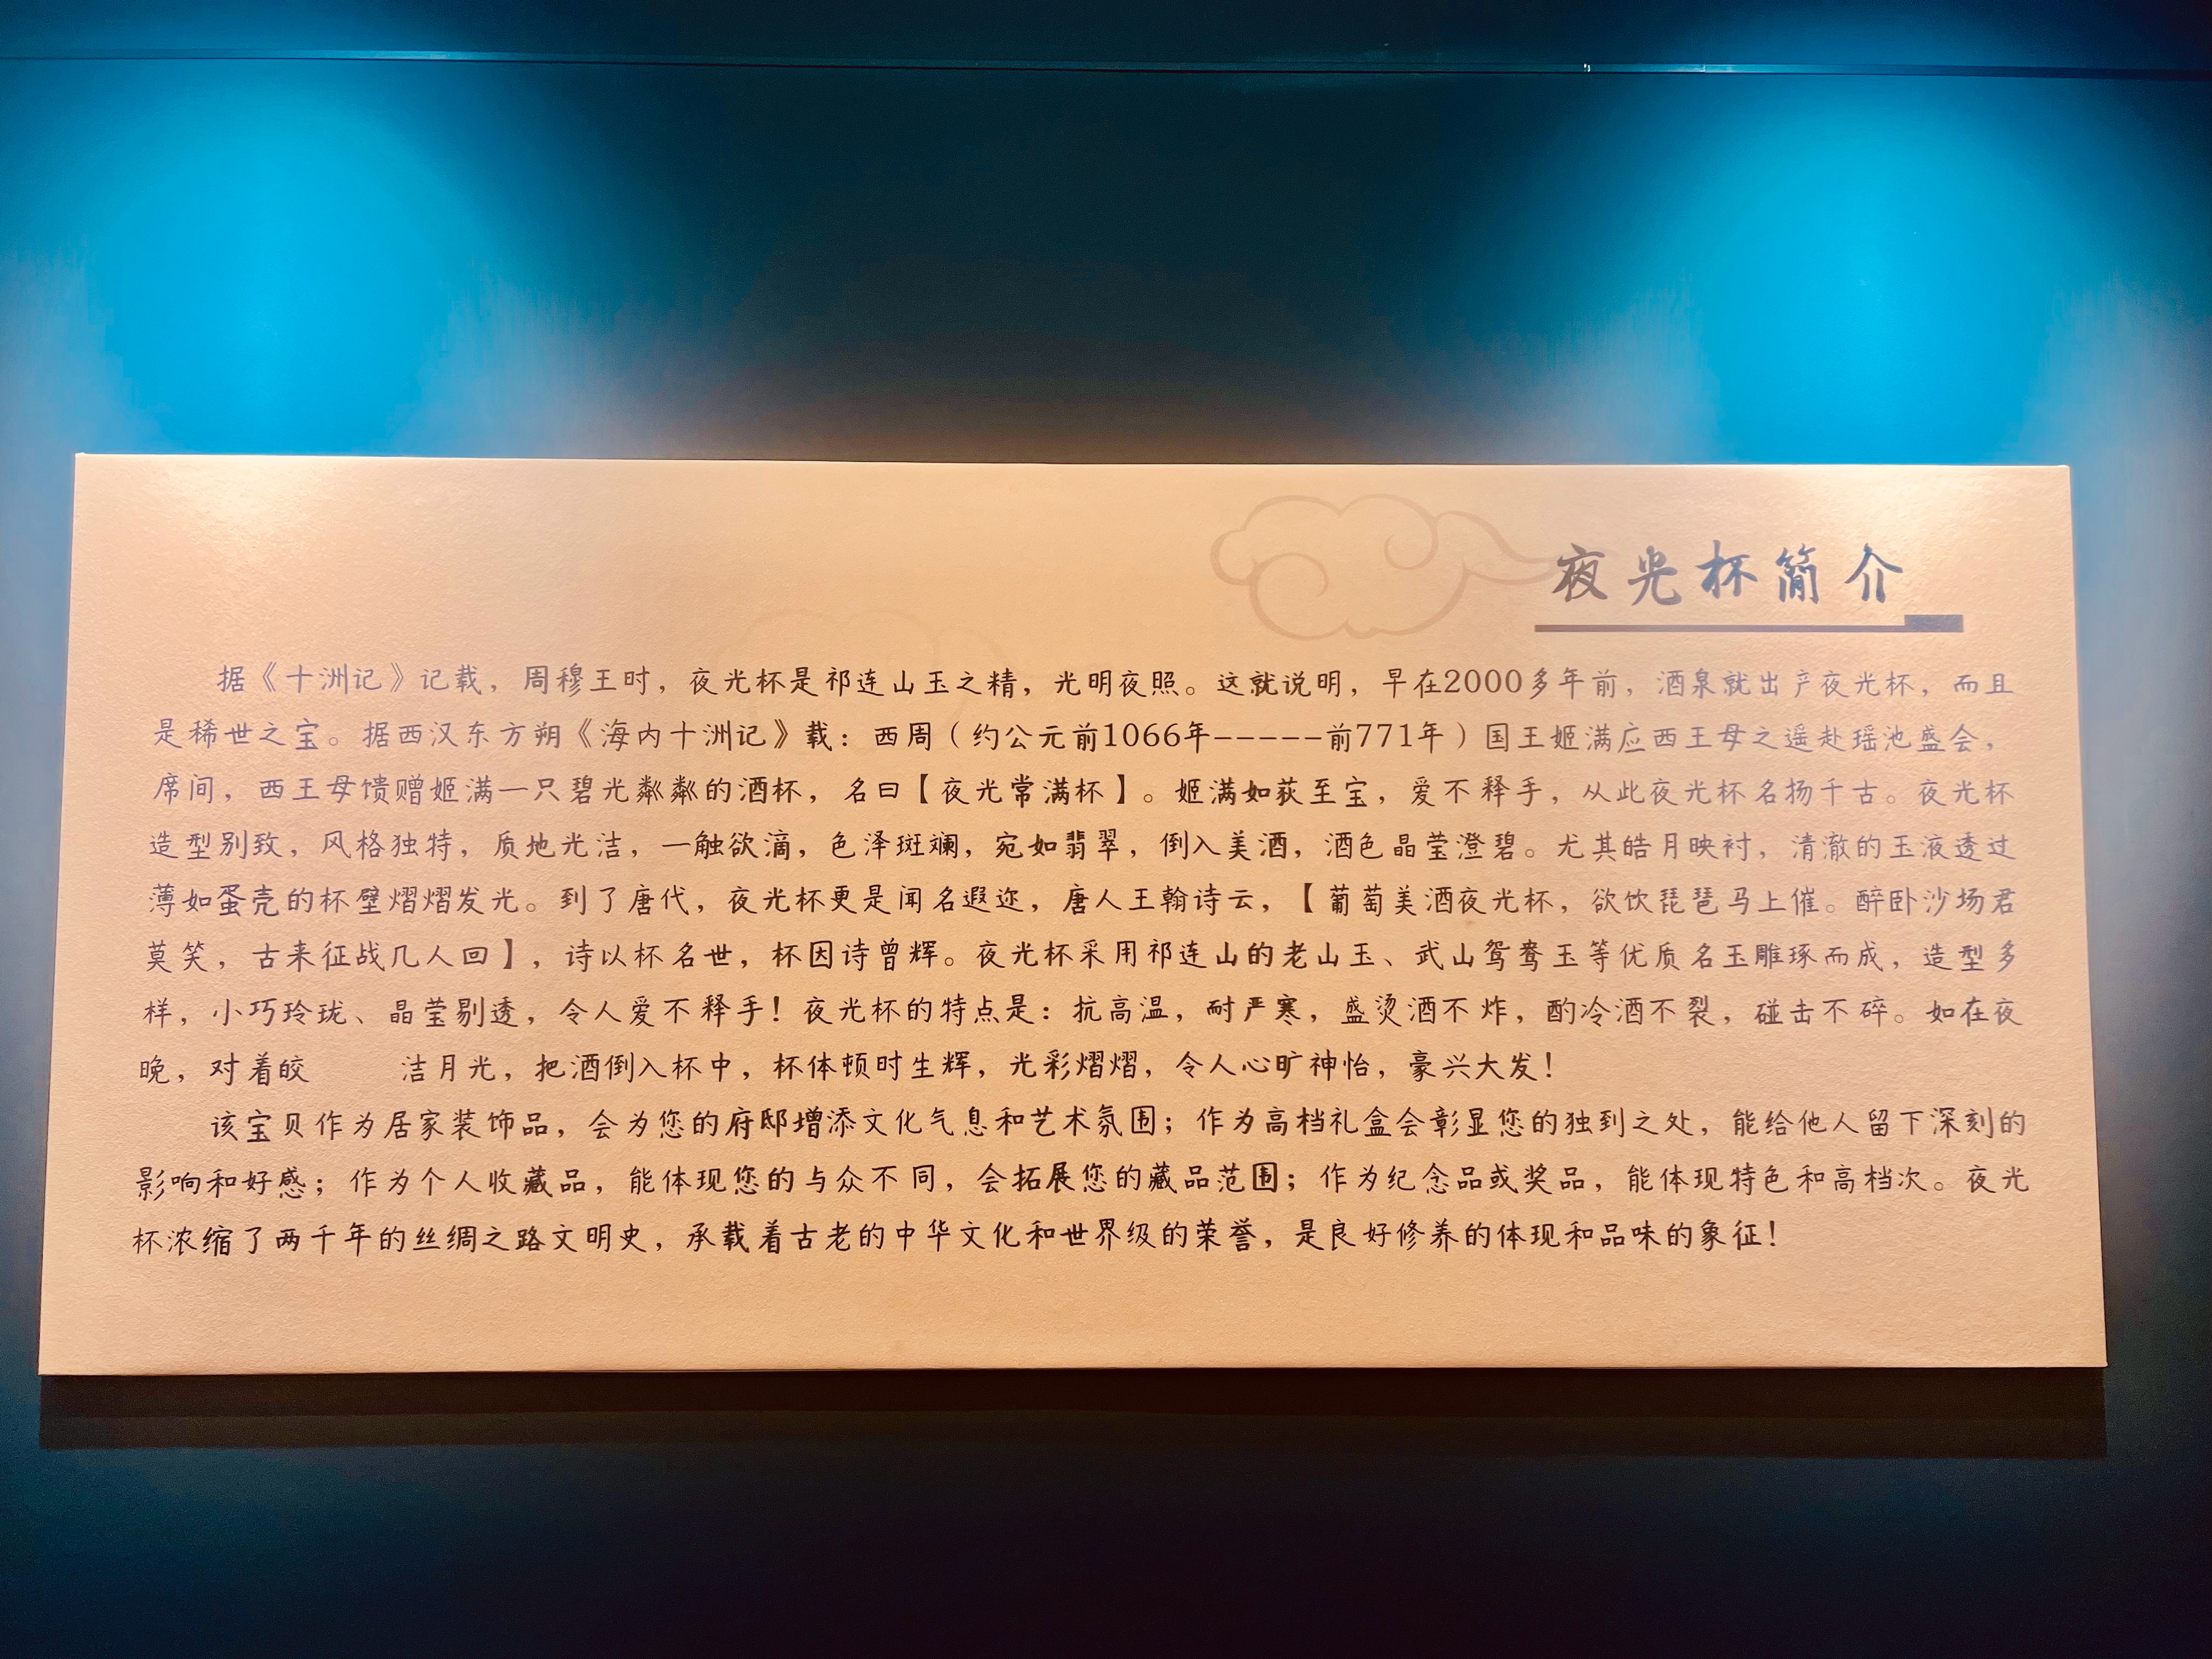 夜光杯简介
据《十洲记》记载，周穆王时，夜光杯是祁连山玉之精，光明夜照。这就说明，早在2000多年前，酒泉就出产夜光杯，而且
是稀世之宝。据西汉东方朔《海内十洲记》载：西周（约公元前1066年-----前771年）国王姬满应西王母之遥赴瑶池盛会，
席间，西王母馈赠姬满一只碧光粼粼的酒杯，名曰【夜光常满杯】。姬满如荻至宝，爱不释手，从此夜光杯名扬千古。夜光杯
造型别致，风格独特，质地光洁，一触欲滴，色泽斑斓，宛如翡翠，倒入美酒，酒色晶莹澄碧。尤其皓月映衬，清澈的玉液透过
薄如蛋壳的杯壁熠熠发光。到了唐代，夜光杯更是闻名遐迩，唐人王翰诗云，【葡萄美酒夜光杯，欲饮琵琶马上催。醉卧沙场君
莫笑，古来征战几人回】，诗以杯名世，杯因诗曾辉。夜光杯采用祁连山的老山玉、武山鸳鸯玉等优质名玉雕琢而成，造型多
样，小巧玲珑、晶莹剔透，令人爱不释手！夜光杯的特点是：抗高温，耐严寒，盛烫酒不炸，酌冷酒不裂，碰击不碎。如在夜
晚，对着皎　　洁月光，把酒倒入杯中，杯体顿时生辉，光彩熠熠，令人心旷神怡，豪兴大发！
该宝贝作为居家装饰品，会为您的府邸增添文化气息和艺术氛围；作为高档礼盒会彰显您的独到之处，能给他人留下深刻的
影响和好感；作为个人收藏品，能体现您的与众不同，会拓展您的藏品范围；作为纪念品或奖品，能体现特色和高档次。夜光
杯浓缩了两千年的丝绸之路文明史，承载着古老的中华文化和世界级的荣誉，是良好修养的体现和品味的象征！